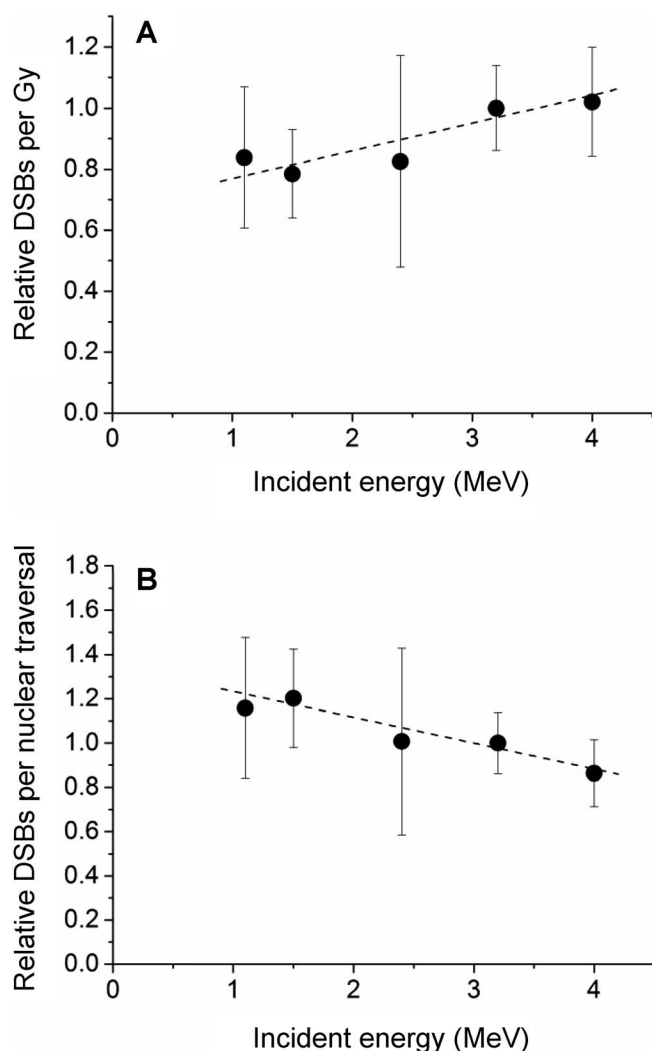 A
Relative DSBs per Gy
1.2
1.0
0.8
0.6
0.4
0.2
0.0
0 1 2 3 4
Incident energy (MeV)
B
Relative DSBs per nuclear traversal
1.8
1.6
1.4
1.2
1.0
0.8
0.6
0.4
0.2
0.0
0 1 2 3 4
Incident energy (MeV)